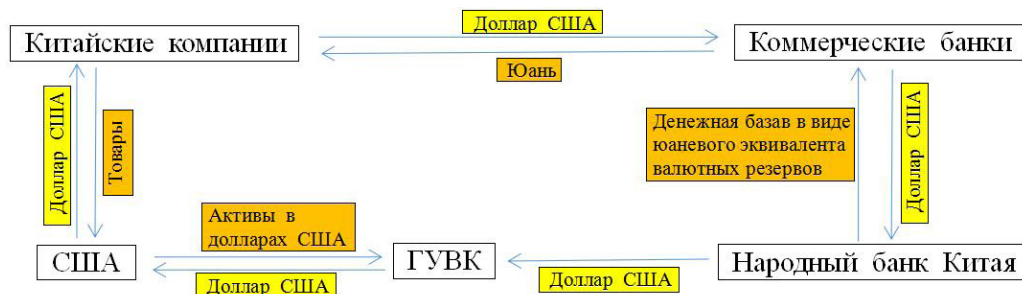 Доллар США
Китайские компании
Коммерческие банки
Юань
Доллар США
Товары
Денежная базав в виде
юаневого эквивалента
валютных резервов
Доллар США
Активы в
долларах США
США
ГУВК
Народный банк Китая
Доллар США
Доллар США